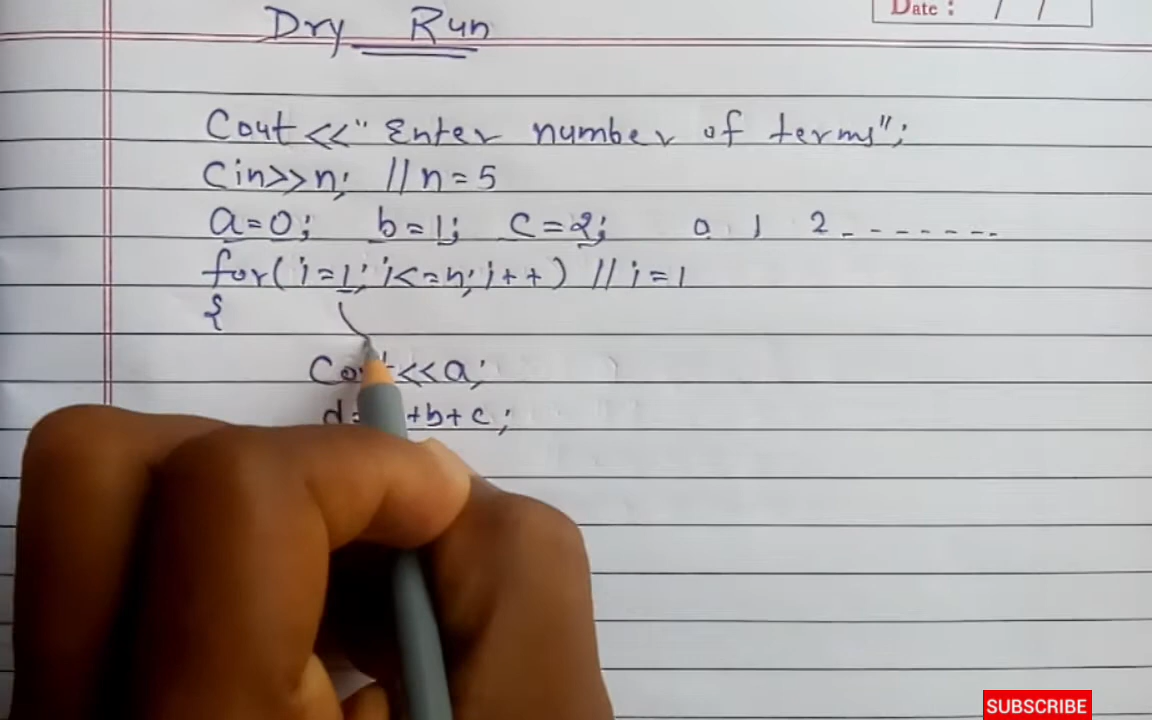 Date : / /
Dry Run
Cout<<"Enter number of terms";
Cin>>n; //n=5
a=0; b=1; c=2; 0 1 2 - - - - - - -
for(i=1;i<=n;i++) //i=1
{
<<a;
+b+c;
SUBSCRIBE